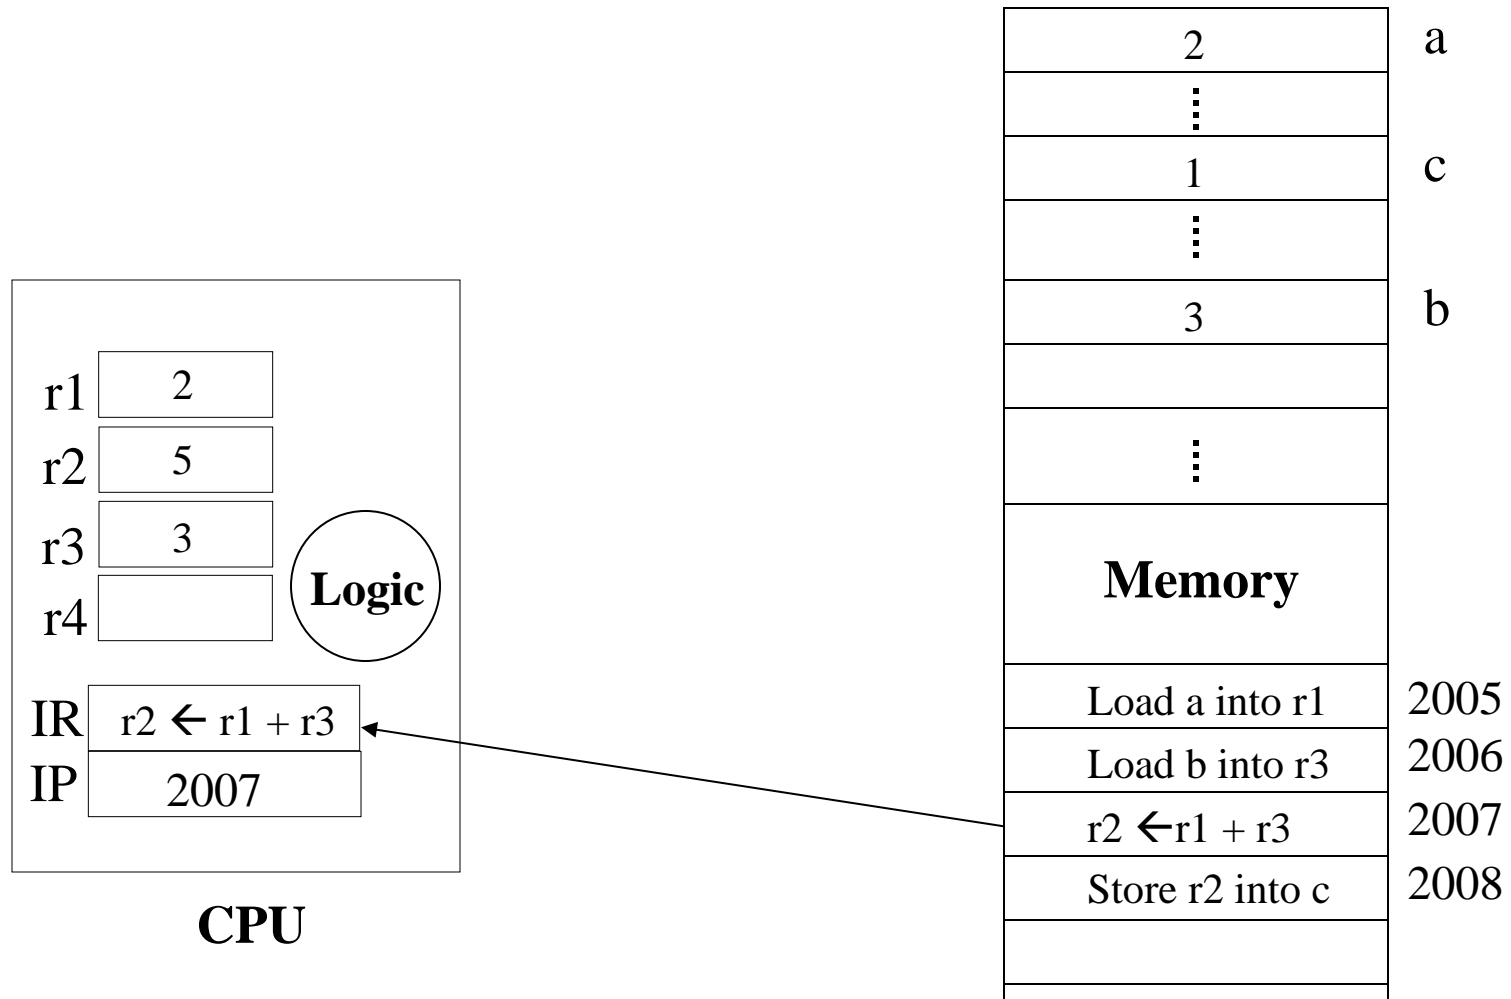 2 a
1 c
3 b
r1 2
r2 5
r3 3
r4
Logic
IR r2 ← r1 + r3
IP 2007
CPU
Memory
Load a into r1 2005
Load b into r3 2006
r2 ←r1 + r3 2007
Store r2 into c 2008